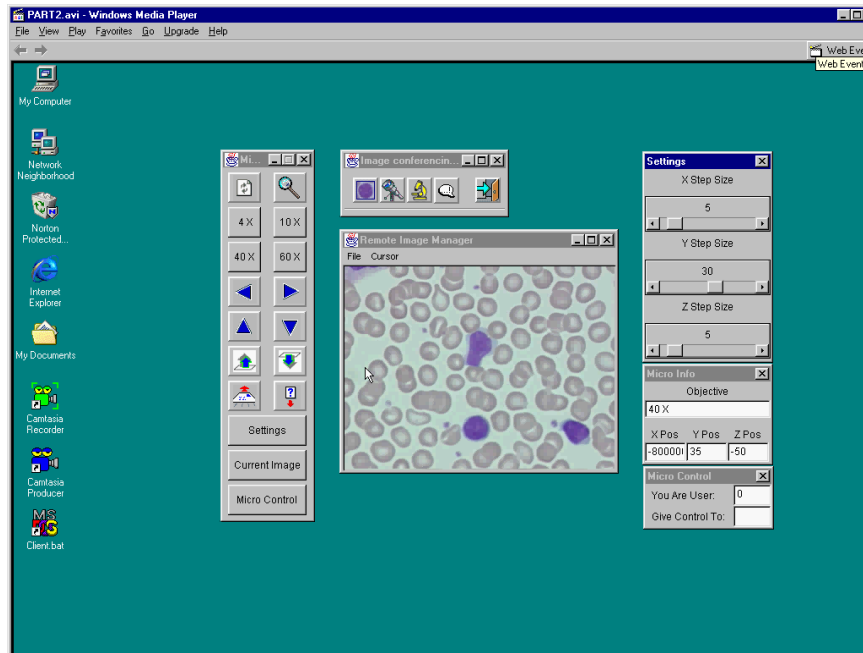 PART2.avi - Windows Media Player
File View Play Favorites Go Upgrade Help
Web Eve
Web Event
My Computer
Network
Neighborhood
Norton
Protected...
Internet
Explorer
My Documents
Camtasia
Recorder
Camtasia
Producer
MS
Client.bat
Mi...
4 X 10 X
40 X 60 X
Settings
Current Image
Micro Control
Image conferencin...
Remote Image Manager
File Cursor
Settings
X Step Size
5
Y Step Size
30
Z Step Size
5
Micro Info
Objective
40 X
X Pos Y Pos Z Pos
-80000 35 -50
Micro Control
You Are User: 0
Give Control To: